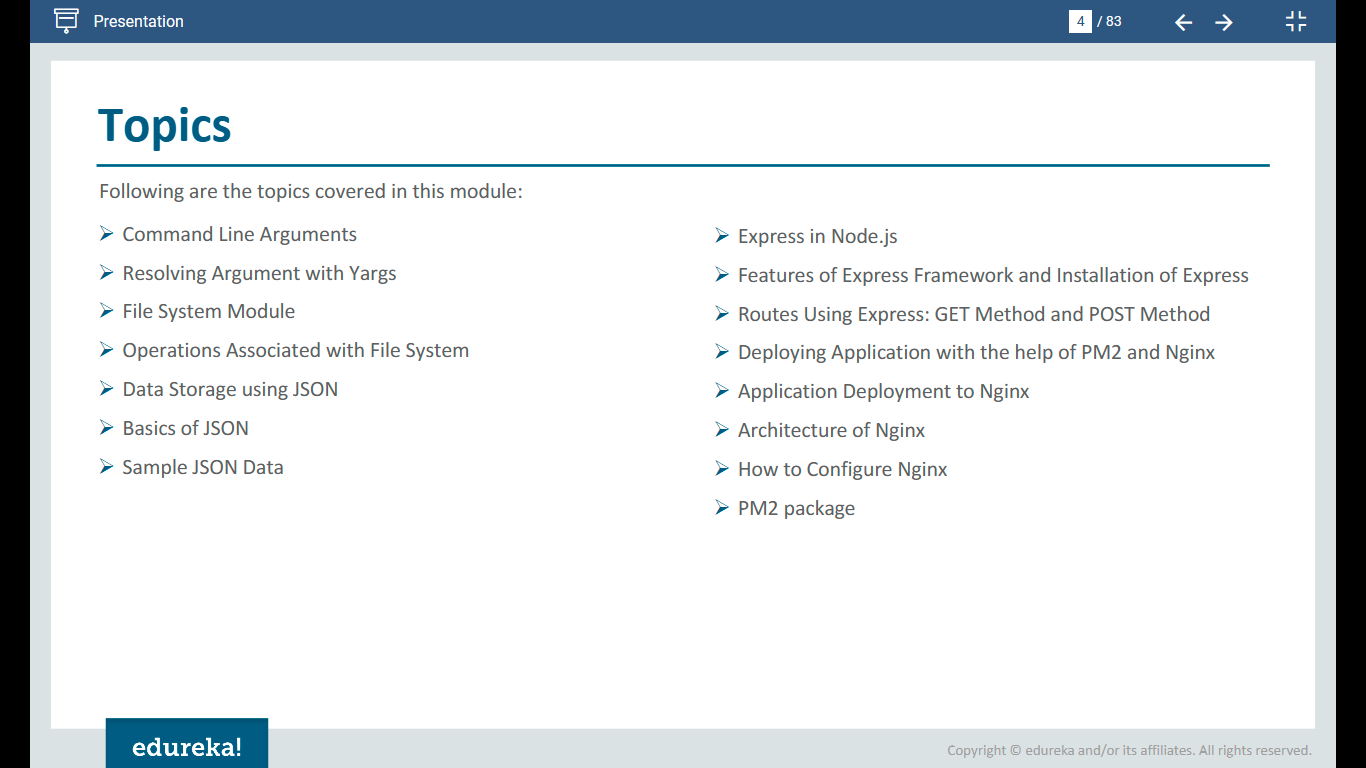 Presentation
4 / 83
Topics
Following are the topics covered in this module:
Command Line Arguments
Resolving Argument with Yargs
File System Module
Operations Associated with File System
Data Storage using JSON
Basics of JSON
Sample JSON Data
Express in Node.js
Features of Express Framework and Installation of Express
Routes Using Express: GET Method and POST Method
Deploying Application with the help of PM2 and Nginx
Application Deployment to Nginx
Architecture of Nginx
How to Configure Nginx
PM2 package
edureka!
Copyright © edureka and/or its affiliates. All rights reserved.